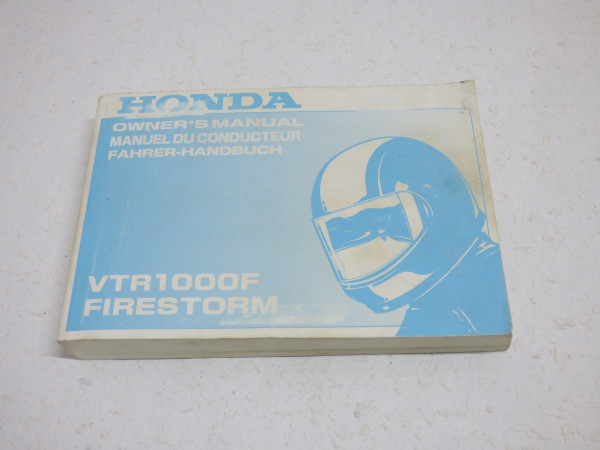 HONDA
OWNER'S MANUAL
MANUEL DU CONDUCTEUR
FAHRER-HANDBUCH
VTR1000F
FIRESTORM